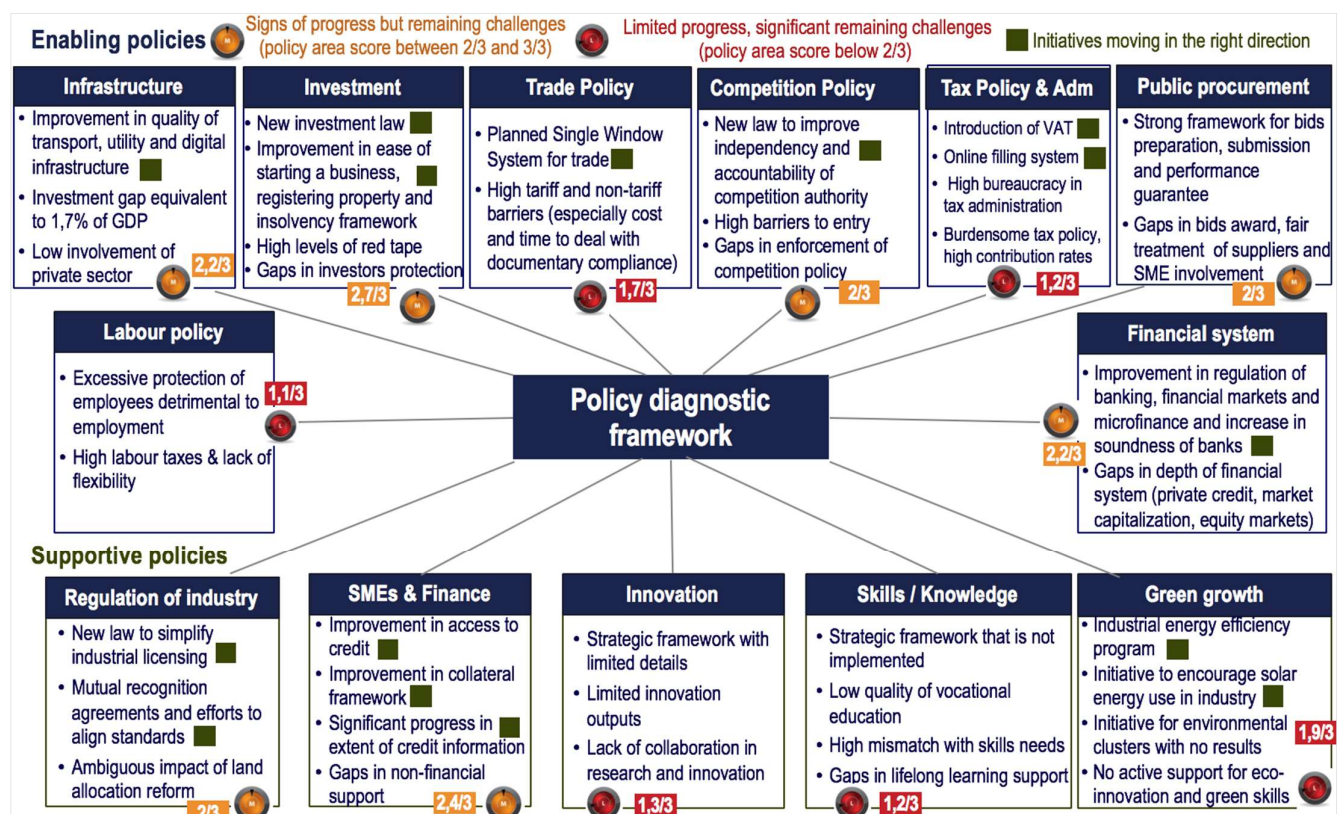 Enabling policies
Signs of progress but remaining challenges
(policy area score between 2/3 and 3/3)
Limited progress, significant remaining challenges
(policy area score below 2/3)
Initiatives moving in the right direction
Infrastructure
• Improvement in quality of
transport, utility and digital
infrastructure
• Investment gap equivalent
to 1,7% of GDP
• Low involvement of
private sector
2,2/3
M
Investment
• New investment law
• Improvement in ease of
starting a business,
registering property and
insolvency framework
• High levels of red tape
• Gaps in investors protection
2,7/3
M
Trade Policy
• Planned Single Window
System for trade
• High tariff and non-tariff
barriers (especially cost
and time to deal with
documentary compliance)
L
1,7/3
Competition Policy
• New law to improve
independency and
accountability of
competition authority
• High barriers to entry
• Gaps in enforcement of
competition policy
M
2/3
Tax Policy & Adm
• Introduction of VAT
• Online filling system
• High bureaucracy in
tax administration
• Burdensome tax policy,
high contribution rates
L
1,2/3
Public procurement
• Strong framework for bids
preparation, submission
and performance
guarantee
• Gaps in bids award, fair
treatment of suppliers and
SME involvement
2/3
M
Labour policy
• Excessive protection of
employees detrimental to
employment
• High labour taxes & lack of
flexibility
1,1/3
L
Policy diagnostic
framework
Financial system
• Improvement in regulation of
banking, financial markets and
microfinance and increase in
soundness of banks
• Gaps in depth of financial
system (private credit, market
capitalization, equity markets)
M
2,2/3
Supportive policies
Regulation of industry
• New law to simplify
industrial licensing
• Mutual recognition
agreements and efforts to
align standards
• Ambiguous impact of land
allocation reform
2/3
M
SMEs & Finance
• Improvement in access to
credit
• Improvement in collateral
framework
• Significant progress in
extent of credit information
• Gaps in non-financial
support
2,4/3
M
Innovation
• Strategic framework with
limited details
• Limited innovation
outputs
• Lack of collaboration in
research and innovation
L
1,3/3
Skills / Knowledge
• Strategic framework that is not
implemented
• Low quality of vocational
education
• High mismatch with skills needs
• Gaps in lifelong learning support
L
1,2/3
Green growth
• Industrial energy efficiency
program
• Initiative to encourage solar
energy use in industry
• Initiative for environmental
clusters with no results
• No active support for eco-
innovation and green skills
1,9/3
L